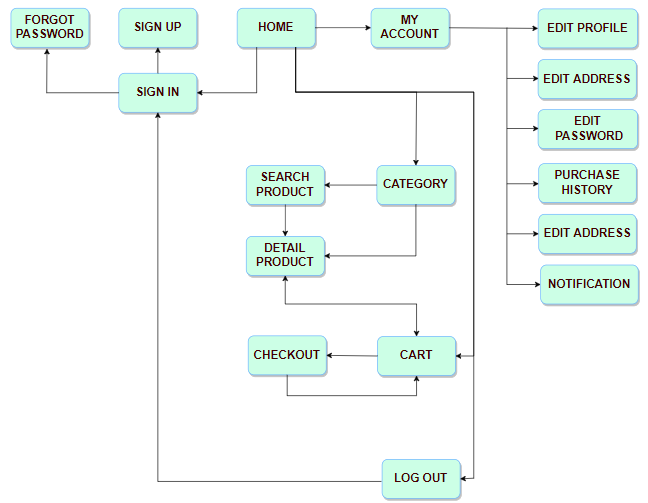 FORGOT
PASSWORD
SIGN UP
HOME
MY
ACCOUNT
EDIT PROFILE
SIGN IN
EDIT ADDRESS
EDIT
PASSWORD
SEARCH
PRODUCT
CATEGORY
PURCHASE
HISTORY
DETAIL
PRODUCT
EDIT ADDRESS
NOTIFICATION
CHECKOUT
CART
LOG OUT